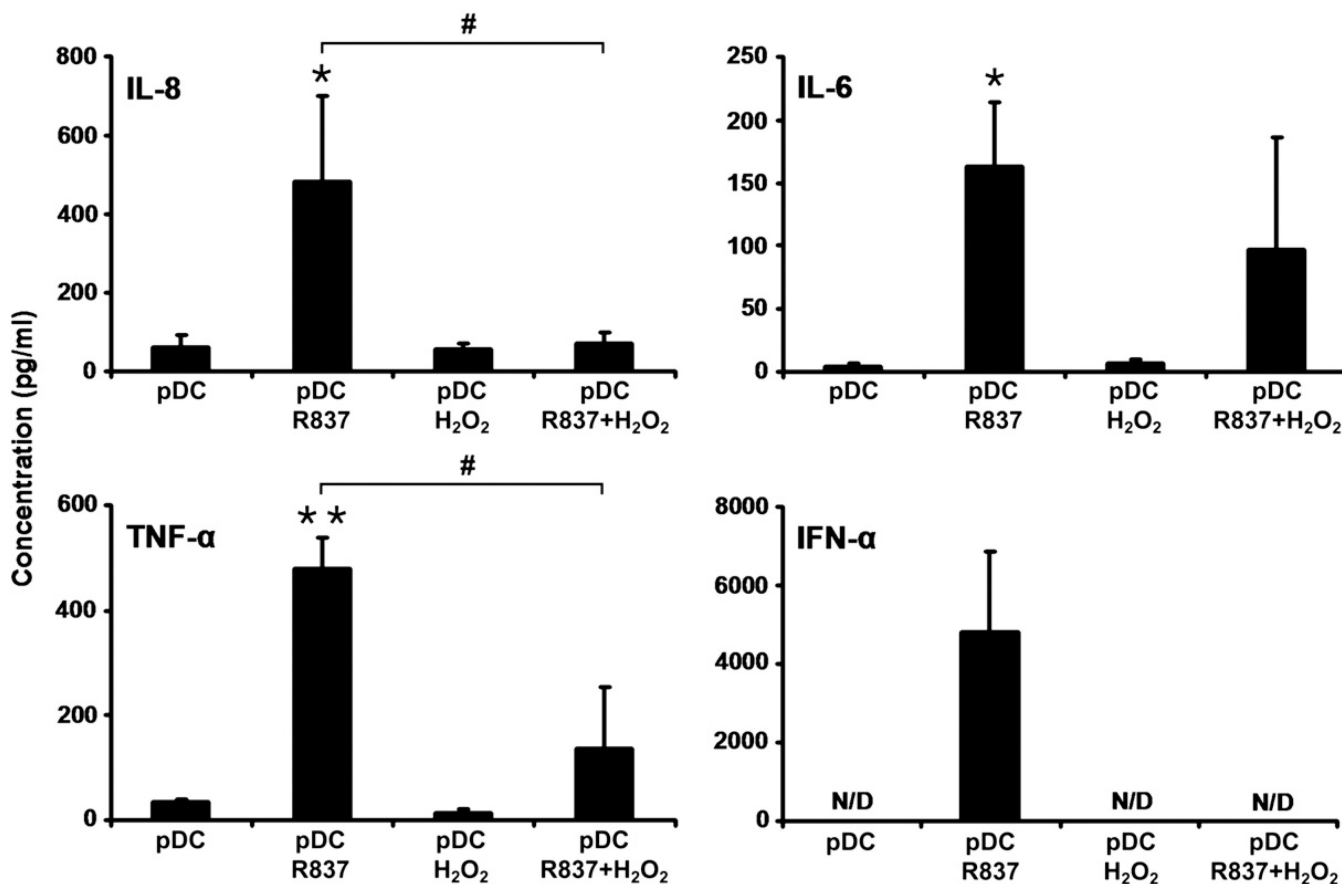 Concentration (pg/ml)
#
800
600
400
200
0
IL-8
*
pDC
pDC
R837
pDC
H₂O₂
pDC
R837+H₂O₂
250
200
150
100
50
0
IL-6
*
pDC
pDC
R837
pDC
H₂O₂
pDC
R837+H₂O₂
#
600
400
200
0
TNF-α
**
pDC
pDC
R837
pDC
H₂O₂
pDC
R837+H₂O₂
8000
6000
4000
2000
0
IFN-α
N/D
N/D
N/D
pDC
pDC
R837
pDC
H₂O₂
pDC
R837+H₂O₂